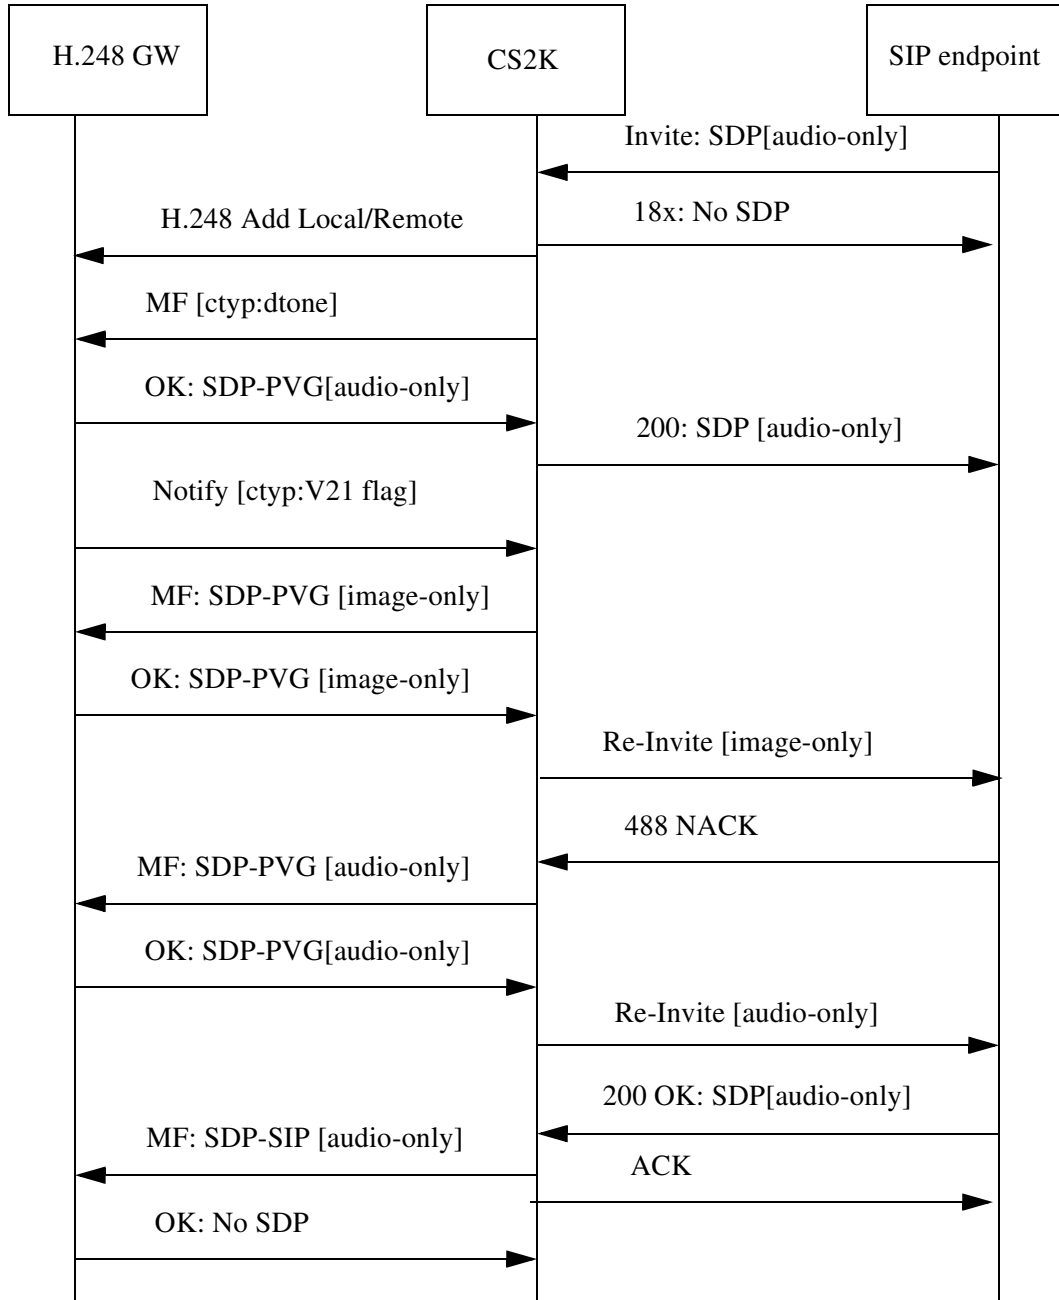 H.248 GW
CS2K
SIP endpoint
Invite: SDP[audio-only]
18x: No SDP
H.248 Add Local/Remote
MF [ctyp:dtone]
OK: SDP-PVG[audio-only]
200: SDP [audio-only]
Notify [ctyp:V21 flag]
MF: SDP-PVG [image-only]
OK: SDP-PVG [image-only]
Re-Invite [image-only]
488 NACK
MF: SDP-PVG [audio-only]
OK: SDP-PVG[audio-only]
Re-Invite [audio-only]
200 OK: SDP[audio-only]
MF: SDP-SIP [audio-only]
ACK
OK: No SDP